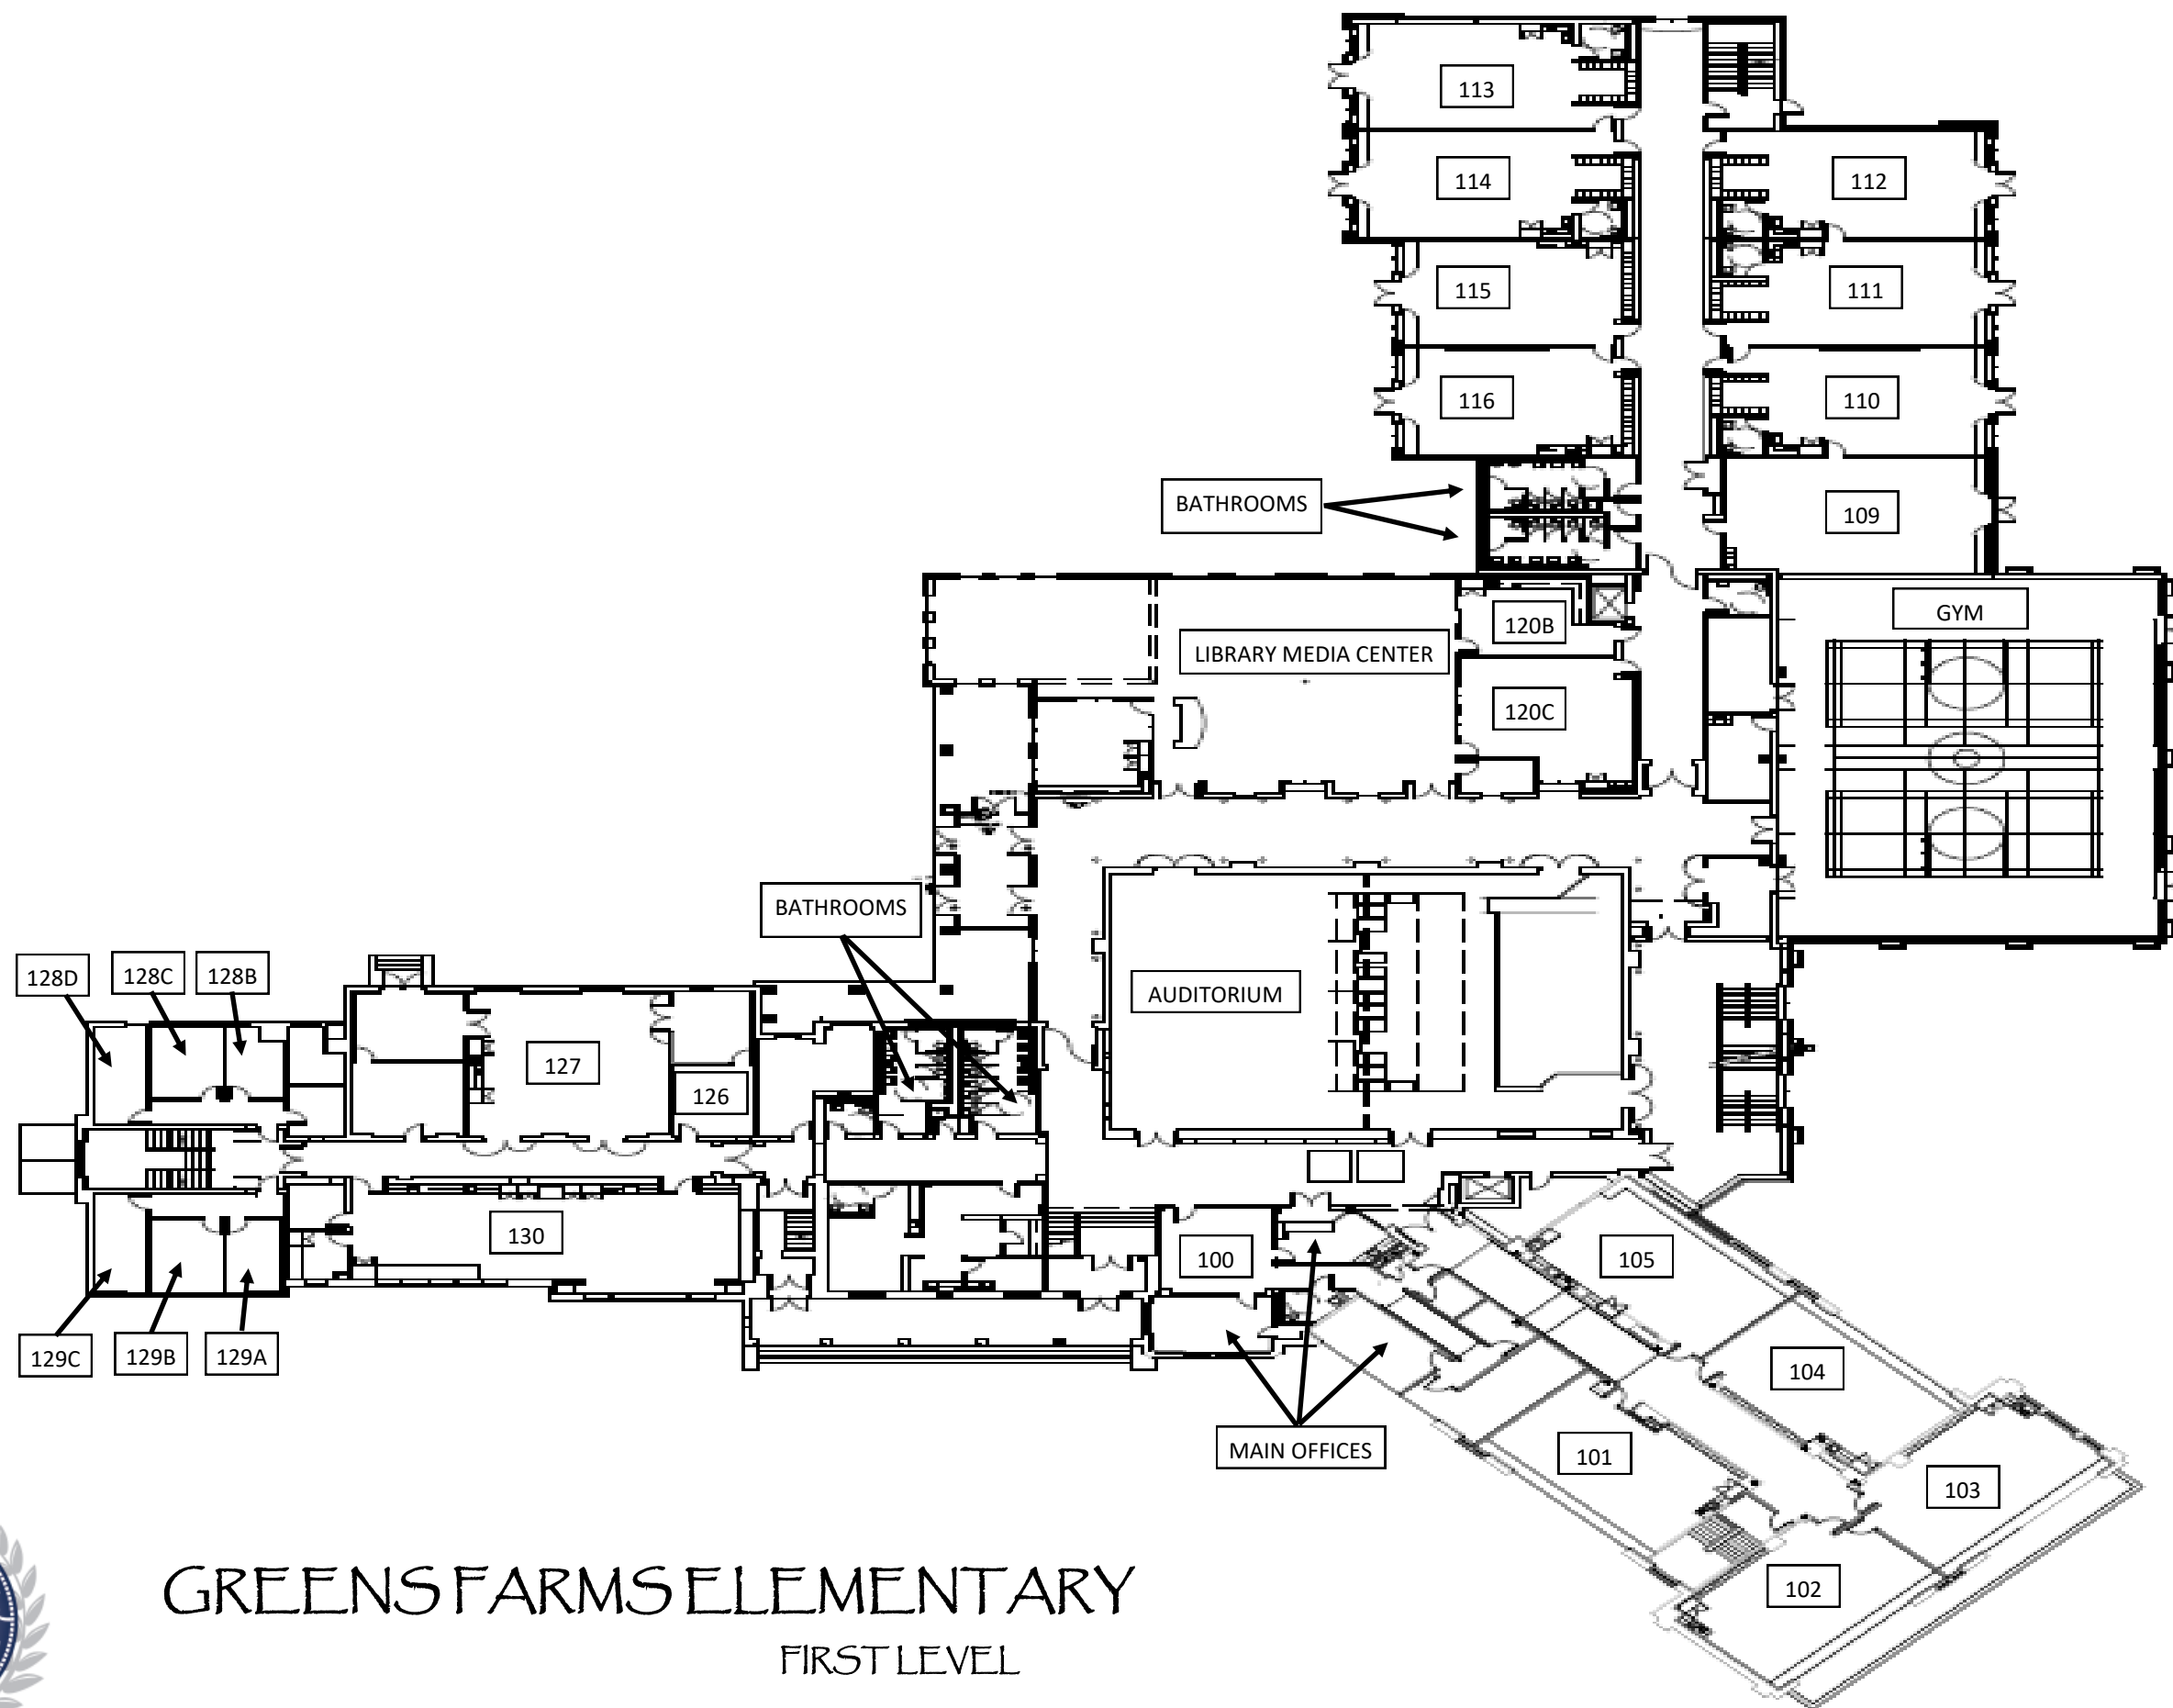 113
114
112
115
111
116
110
BATHROOMS
109
GYM
120B
LIBRARY MEDIA CENTER
120C
BATHROOMS
128D
128C
128B
AUDITORIUM
127
126
130
100
105
129C
129B
129A
104
MAIN OFFICES
101
103
102
GREENS FARMS ELEMENTARY
FIRST LEVEL